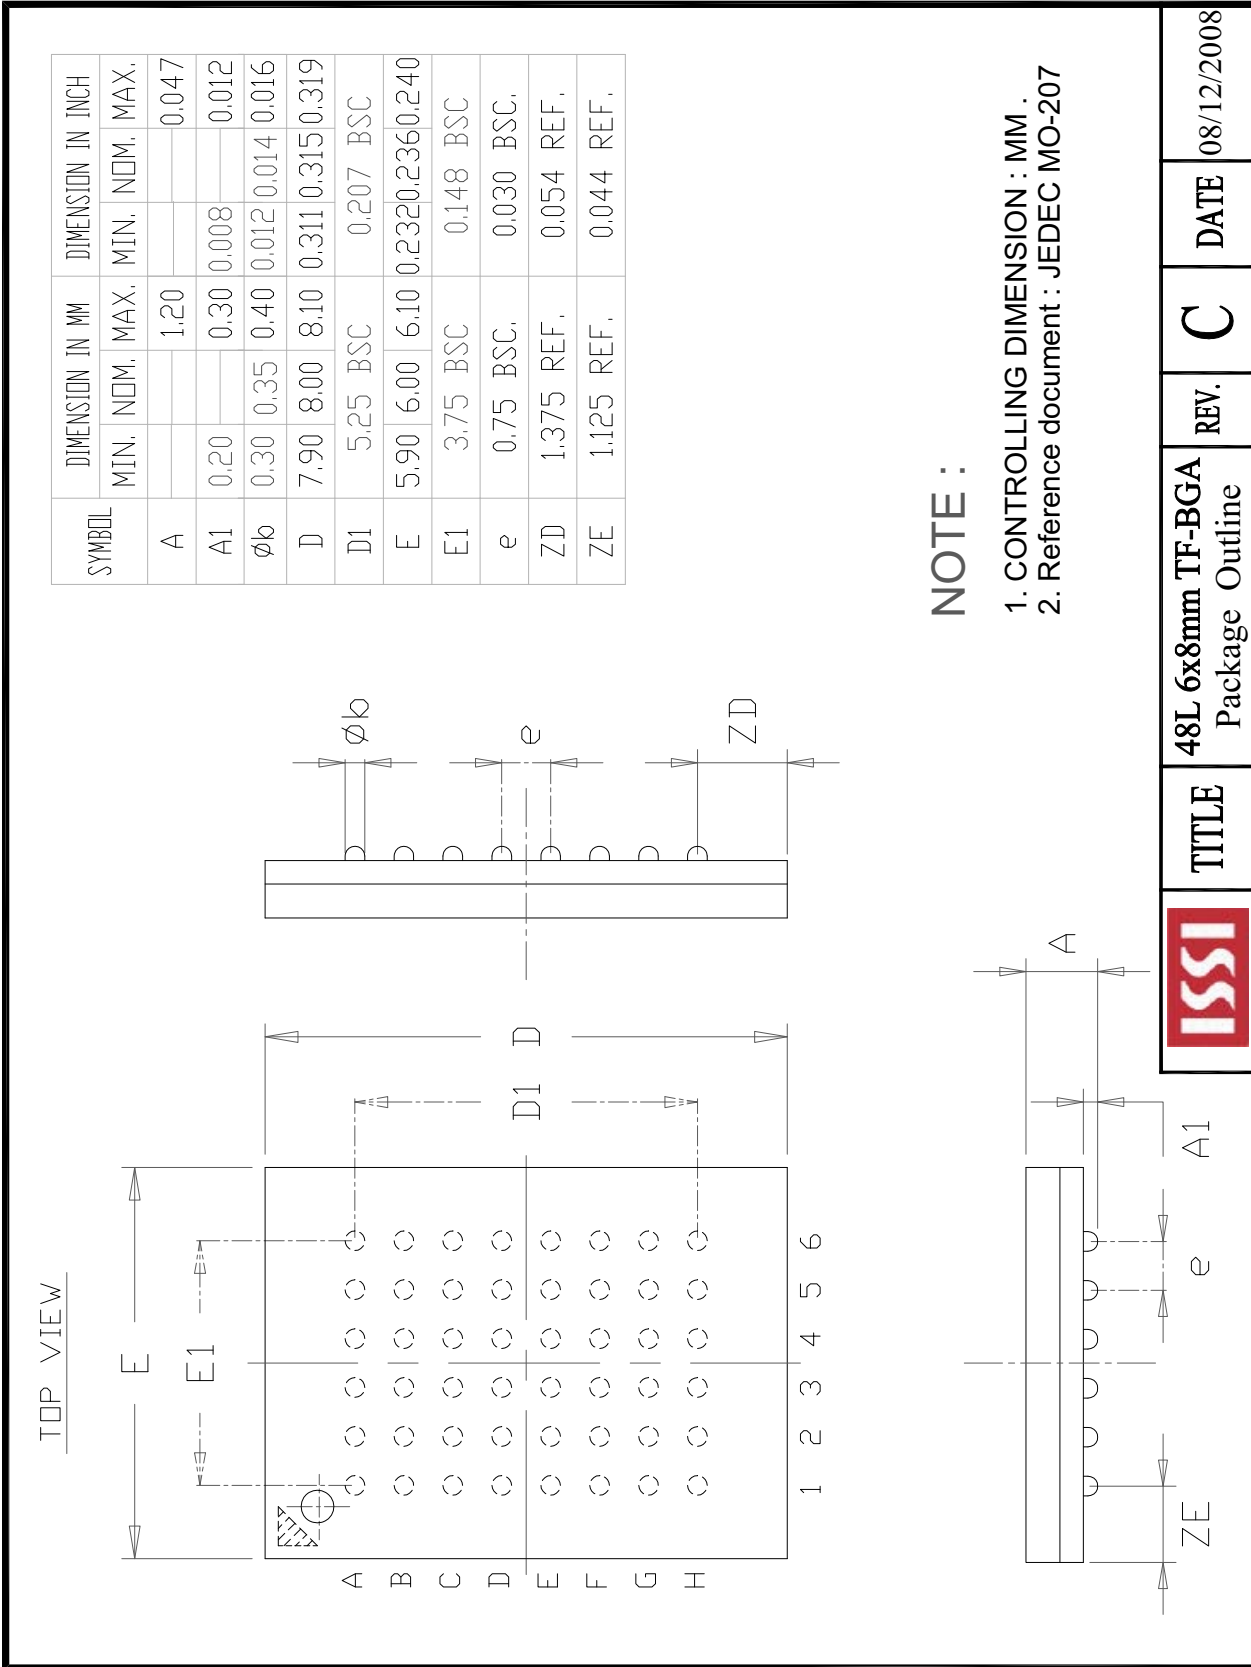 TOP VIEW
E
E1
D
D1
A
B
C
D
E
F
G
H
1 2 3 4 5 6
Øb
e
ZD
ZE
e
A1
A
SYMBOL DIMENSION IN MM DIMENSION IN INCH
MIN. NOM. MAX. MIN. NOM. MAX.
A 1.20 0.047
A1 0.20 0.30 0.008 0.012
Øb 0.30 0.35 0.40 0.012 0.014 0.016
D 7.90 8.00 8.10 0.311 0.315 0.319
D1 5.25 BSC 0.207 BSC
E 5.90 6.00 6.10 0.232 0.236 0.240
E1 3.75 BSC 0.148 BSC
e 0.75 BSC. 0.030 BSC.
ZD 1.375 REF. 0.054 REF.
ZE 1.125 REF. 0.044 REF.
NOTE :
1. CONTROLLING DIMENSION : MM .
2. Reference document : JEDEC MO-207
ISSI
TITLE
48L 6x8mm TF-BGA
Package Outline
REV.
C
DATE
08/12/2008